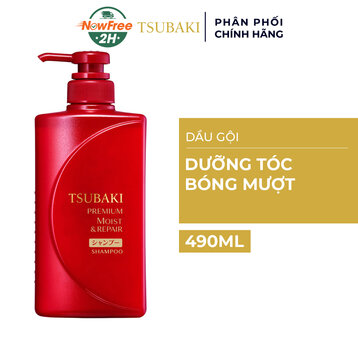 NowFree
2H
TSUBAKI
PHÂN PHỐI
CHÍNH HÃNG
TSUBAKI
PREMIUM
MOIST
& REPAIR
シャンプー
SHAMPOO
DẦU GỘI
DƯỠNG TÓC
BÓNG MƯỢT
490ML